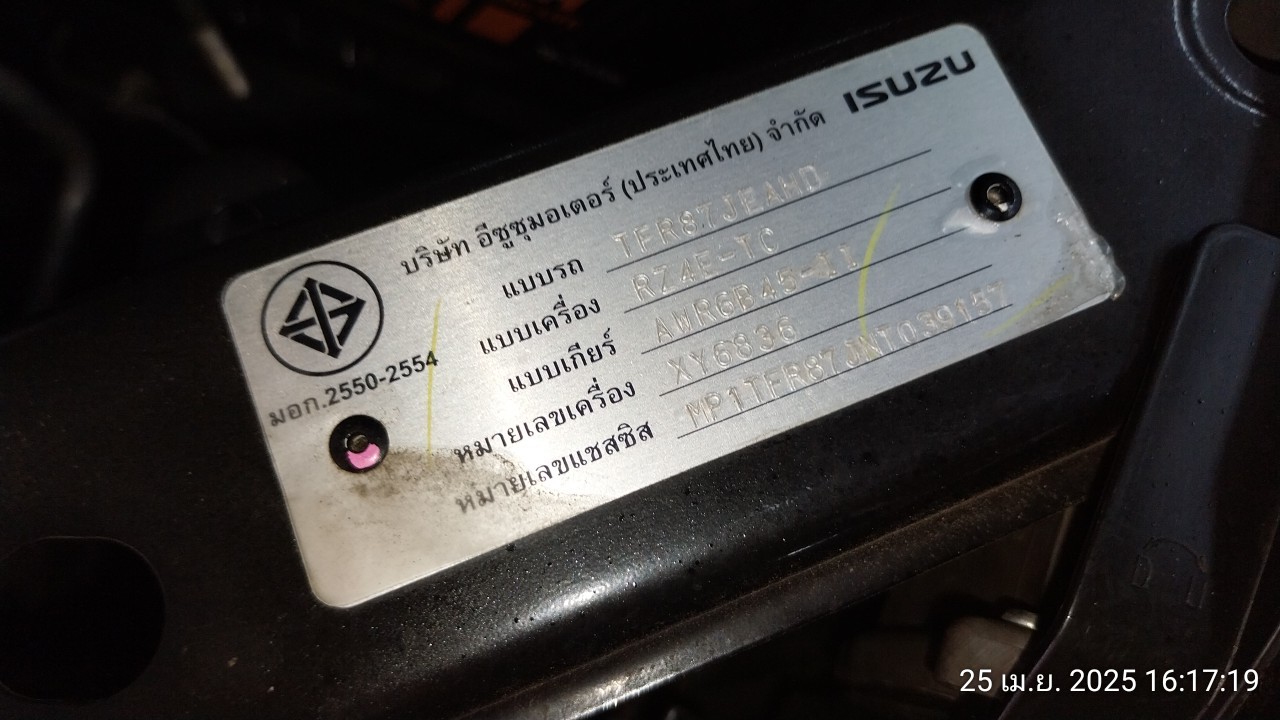 ISUZU
บริษัท อีซูซุมอเตอร์ (ประเทศไทย) จำกัด
แบบรถ TFR87JEAHD
แบบเครื่อง RZ4E-TC
แบบเกียร์ AWR6B45-II
หมายเลขเครื่อง XY6836
หมายเลขแชสซิส MP1TFR87JNT039157
มอก.2550-2554
25 เม.ย. 2025 16:17:19